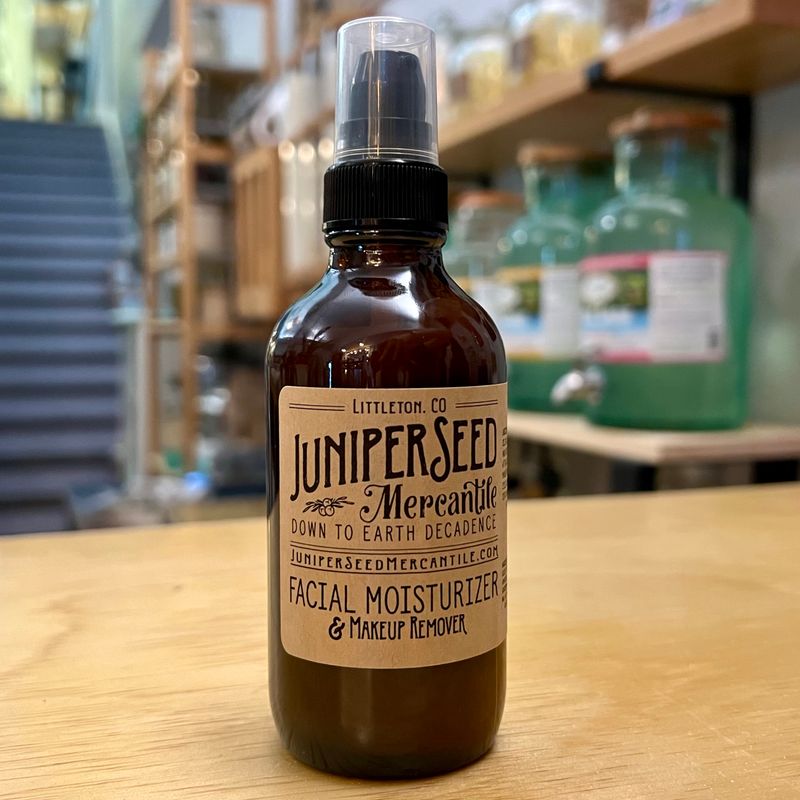 LITTLETON, CO
JUNIPERSEED
Mercantile
DOWN TO EARTH DECADENCE
JUNIPERSEEDMERCANTILE.COM
FACIAL MOISTURIZER
& MAKEUP REMOVER